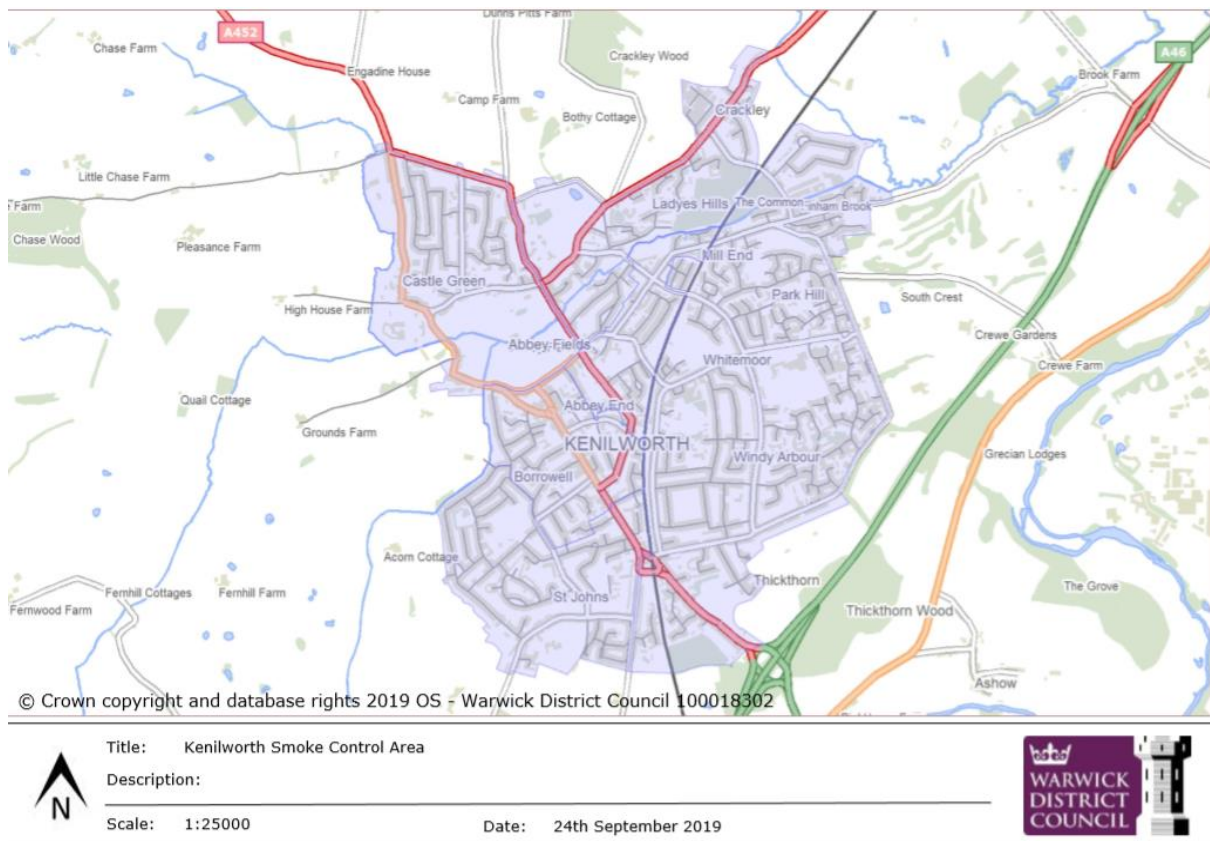 Dunns Pitts Farm
A452
Chase Farm
Crackley Wood
A46
Engadine House
Brook Farm
Camp Farm
Bothy Cottage
Crackley
Little Chase Farm
Farm
Ladyes Hills
The Common
inham Brook
Chase Wood
Pleasance Farm
Mill End
Castle Green
Park Hill
South Crest
High House Farm
Crewe Gardens
Abbey Fields
Whitemoor
Crewe Farm
Quail Cottage
Abbey End
Grounds Farm
KENILWORTH
Windy Arbour
Grecian Lodges
Borrowell
Acorn Cottage
Thickthorn
The Grove
Fernhill Cottages
Fernhill Farm
St Johns
Fernwood Farm
Thickthorn Wood
Ashow
© Crown copyright and database rights 2019 OS - Warwick District Council 100018302
Title: Kenilworth Smoke Control Area
Description:
N
Scale: 1:25000
Date: 24th September 2019
WARWICK
DISTRICT
COUNCIL